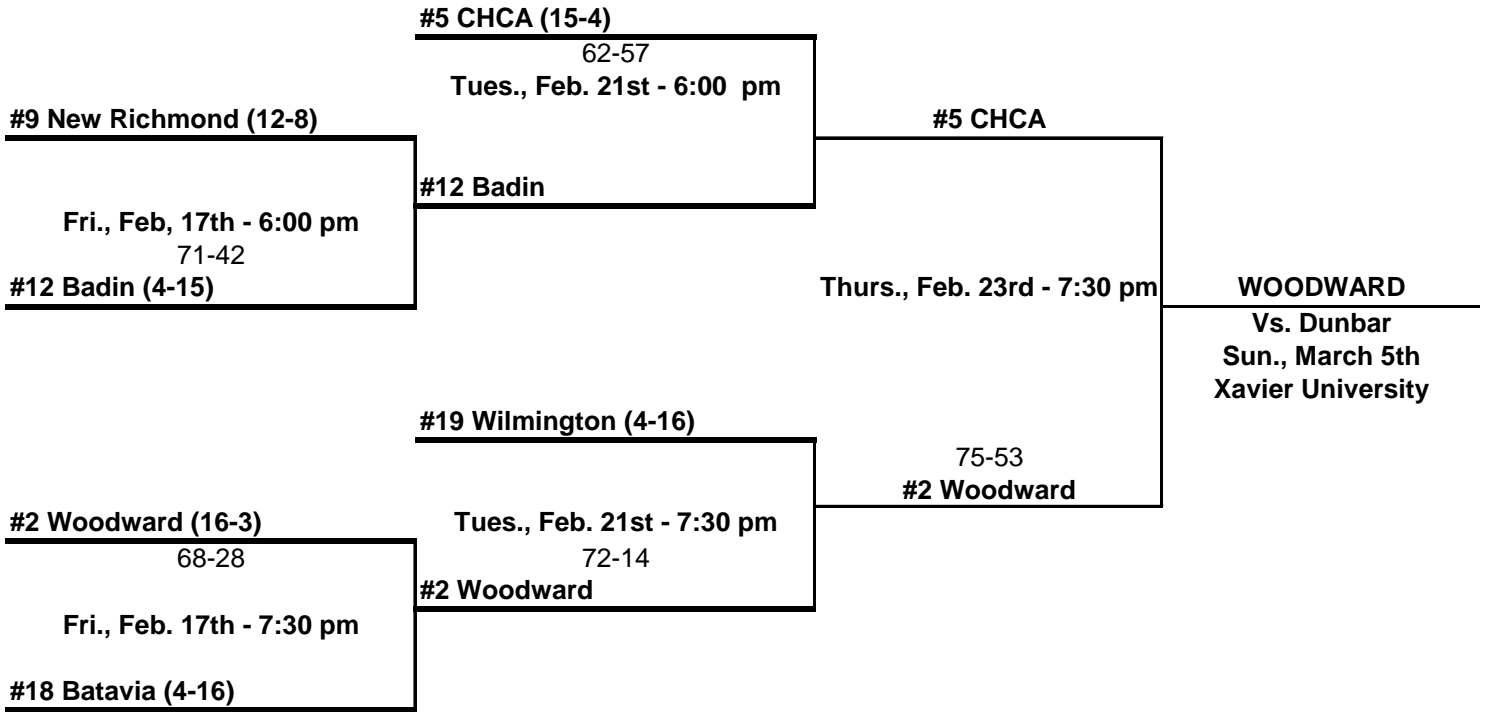 #5 CHCA (15-4)
62-57
Tues., Feb. 21st - 6:00  pm
#9 New Richmond (12-8)
#5 CHCA
#12 Badin
Fri., Feb, 17th - 6:00 pm
71-42
#12 Badin (4-15)
Thurs., Feb. 23rd - 7:30 pm
WOODWARD
Vs. Dunbar
Sun., March 5th
Xavier University
#19 Wilmington (4-16)
75-53
#2 Woodward
#2 Woodward (16-3)
Tues., Feb. 21st - 7:30 pm
68-28
72-14
#2 Woodward
Fri., Feb. 17th - 7:30 pm
#18 Batavia (4-16)